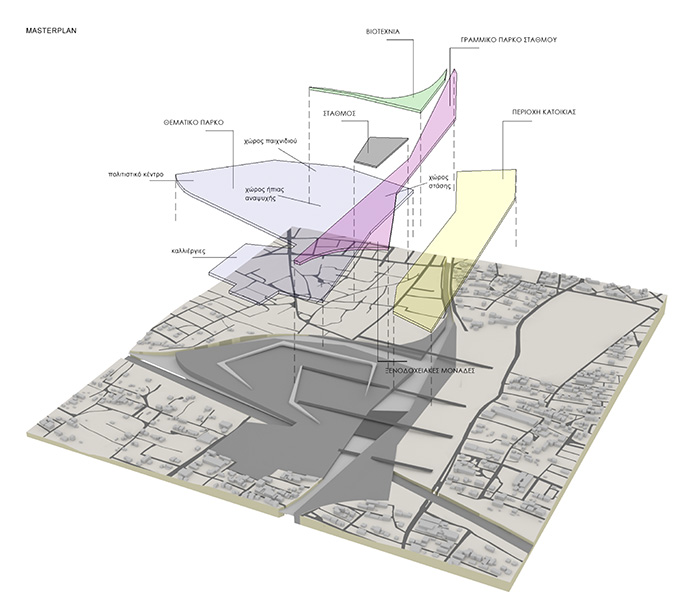 MASTERPLAN
ΒΙΟΤΕΧΝΙΑ
ΓΡΑΜΜΙΚΟ ΠΑΡΚΟ ΣΤΑΘΜΟΥ
ΣΤΑΘΜΟΣ
ΠΕΡΙΟΧΗ ΚΑΤΟΙΚΙΑΣ
ΘΕΜΑΤΙΚΟ ΠΑΡΚΟ
χώρος παιχνιδιού
πολιτιστικό κέντρο
χώρος ήπιας
αναψυχής
χώρος
στάσης
καλλιέργιες
ΞΕΝΟΔΟΧΕΙΑΚΕΣ ΜΟΝΑΔΕΣ